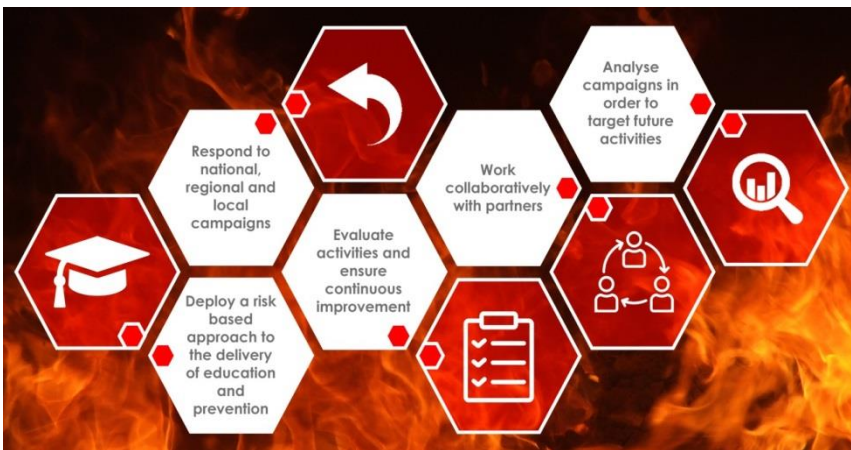 Analyse
campaigns in
order to
target future
activities
Respond to
national,
regional and
local
campaigns
Work
collaboratively
with partners
Evaluate
activities and
ensure
continuous
improvement
Deploy a risk
based
approach to
the delivery
of education
and
prevention